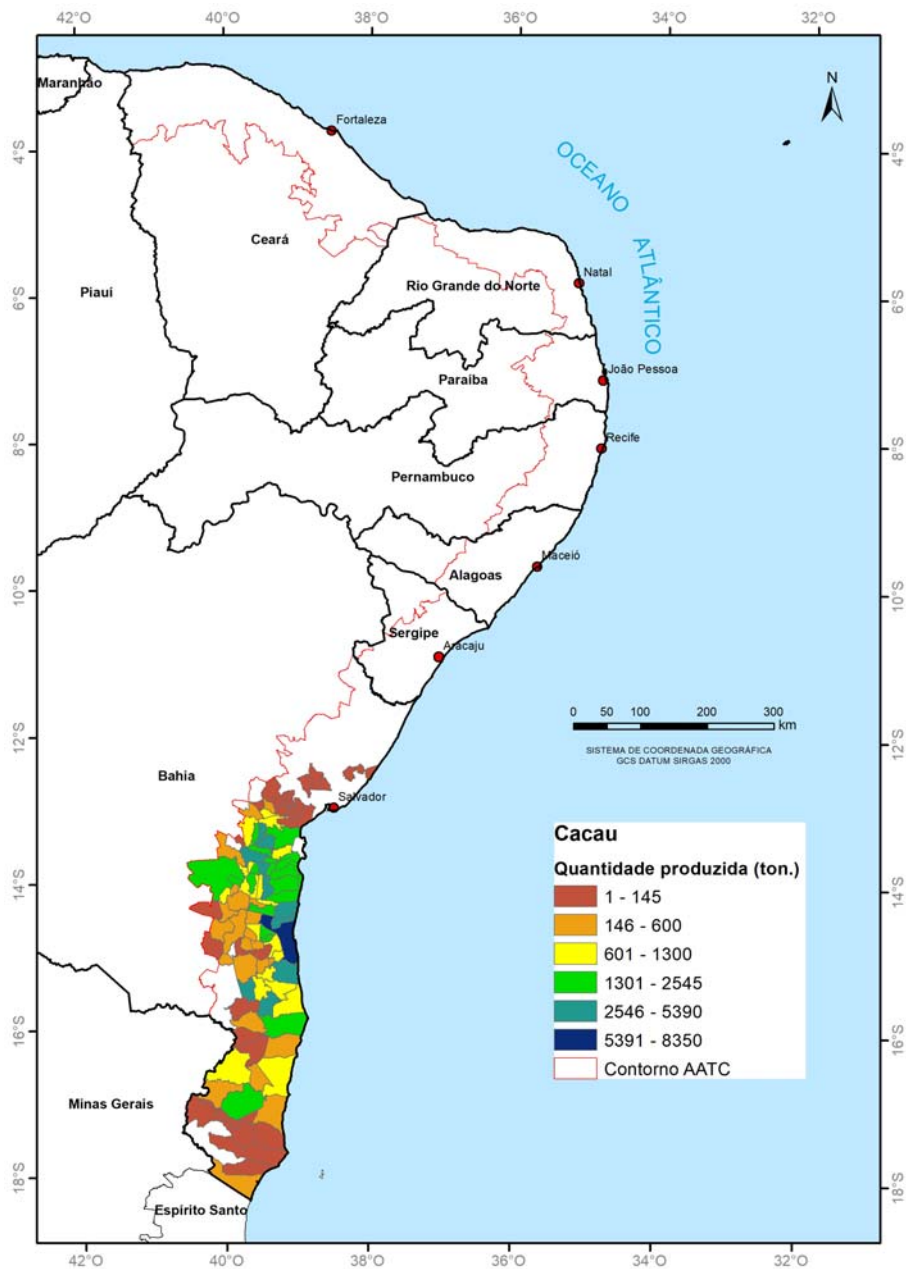 42°O 40°O 38°O 36°O 34°O 32°O
Maranhão
N
Fortaleza
4°S 4°S
OCEANO
ATLÂNTICO
Ceará
Natal
Piauí
Rio Grande do Norte
6°S 6°S
João Pessoa
Paraíba
Recife
8°S 8°S
Pernambuco
Maceió
Alagoas
10°S 10°S
Sergipe
Aracaju
0 50 100 200 300
km
SISTEMA DE COORDENADA GEOGRÁFICA
GCS DATUM SIRGAS 2000
12°S 12°S
Bahia
Salvador
Cacau
Quantidade produzida (ton.)
1 - 145
146 - 600
601 - 1300
1301 - 2545
2546 - 5390
5391 - 8350
Contorno AATC
14°S 14°S
16°S 16°S
Minas Gerais
18°S 18°S
Espírito Santo
42°O 40°O 38°O 36°O 34°O 32°O